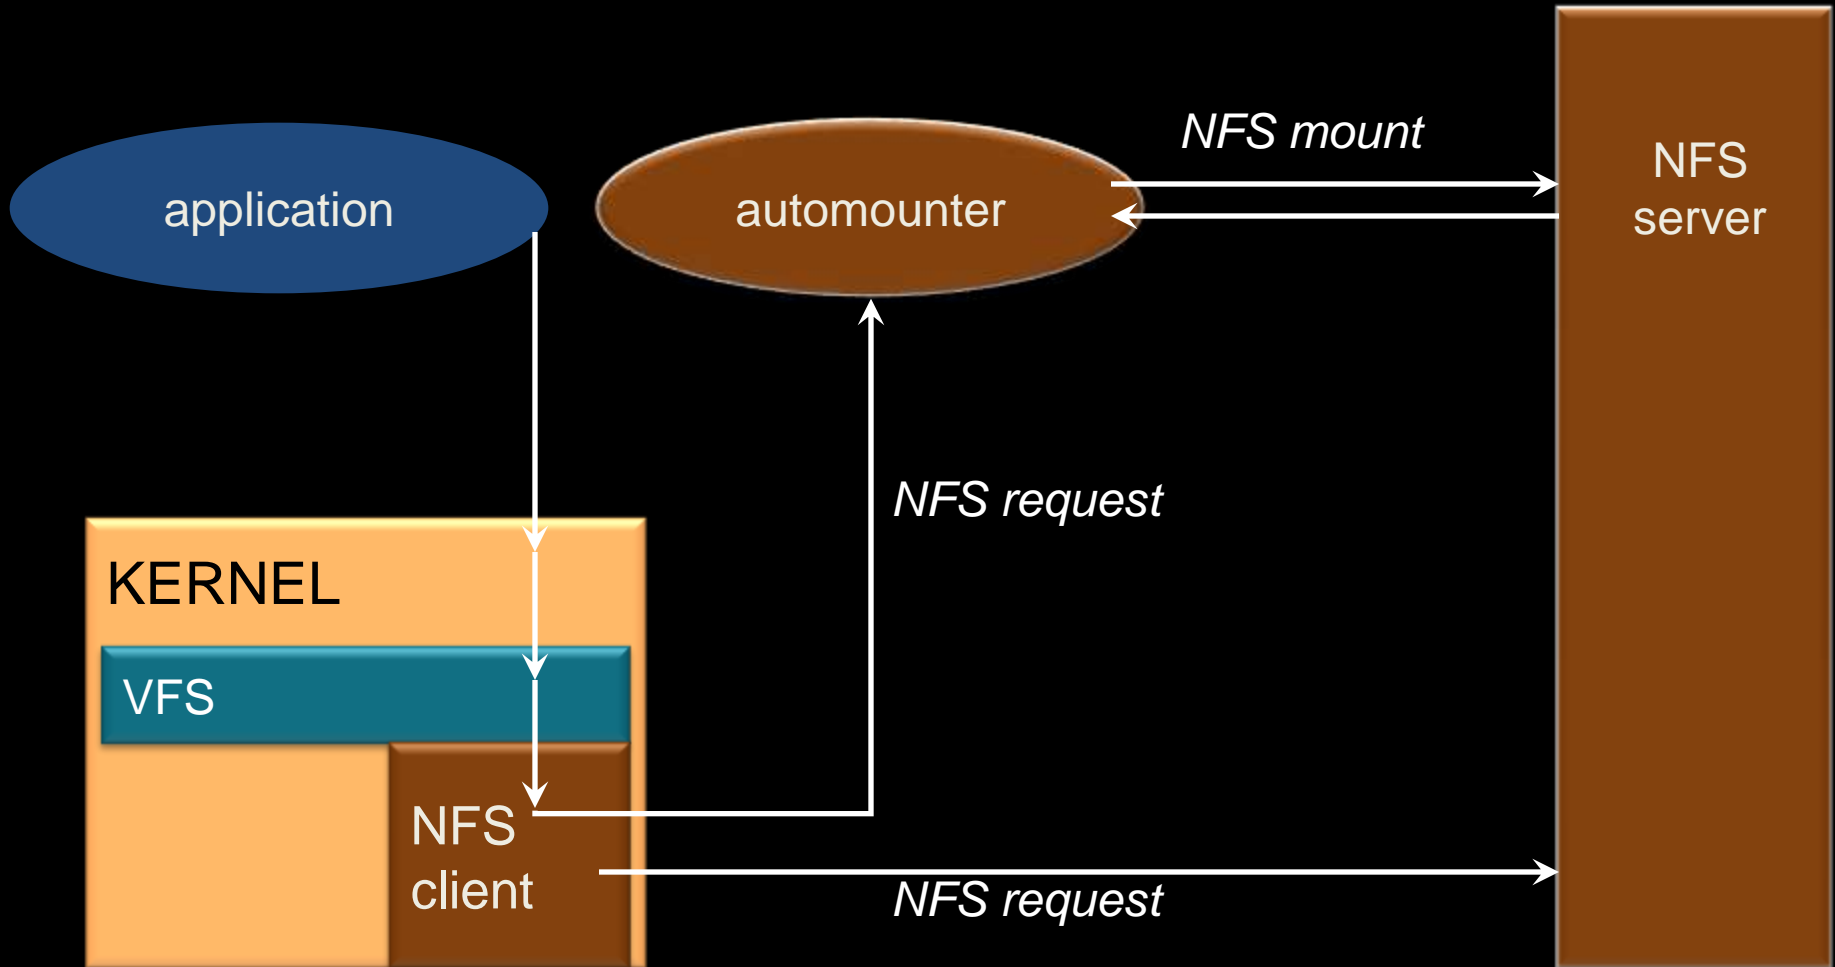 NFS mount
NFS
server
application
automounter
NFS request
KERNEL
VFS
NFS
client
NFS request